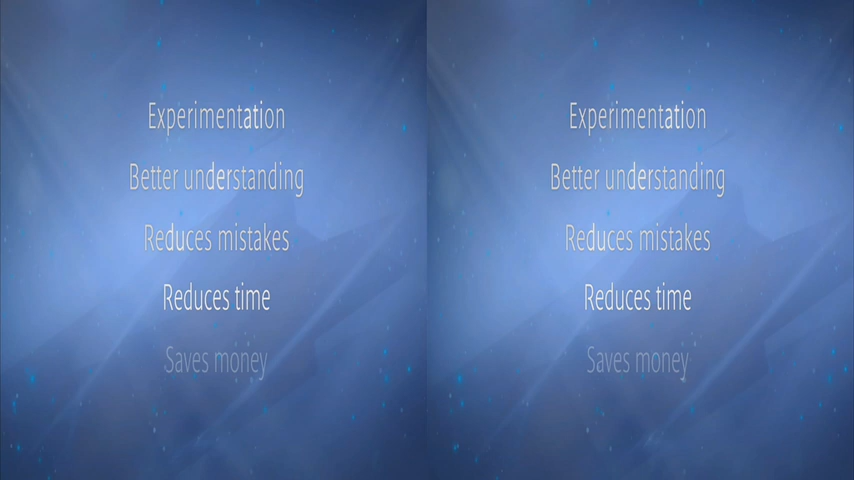 Experimentation Experimentation
Better understanding Better understanding
Reduces mistakes Reduces mistakes
Reduces time Reduces time
Saves money Saves money